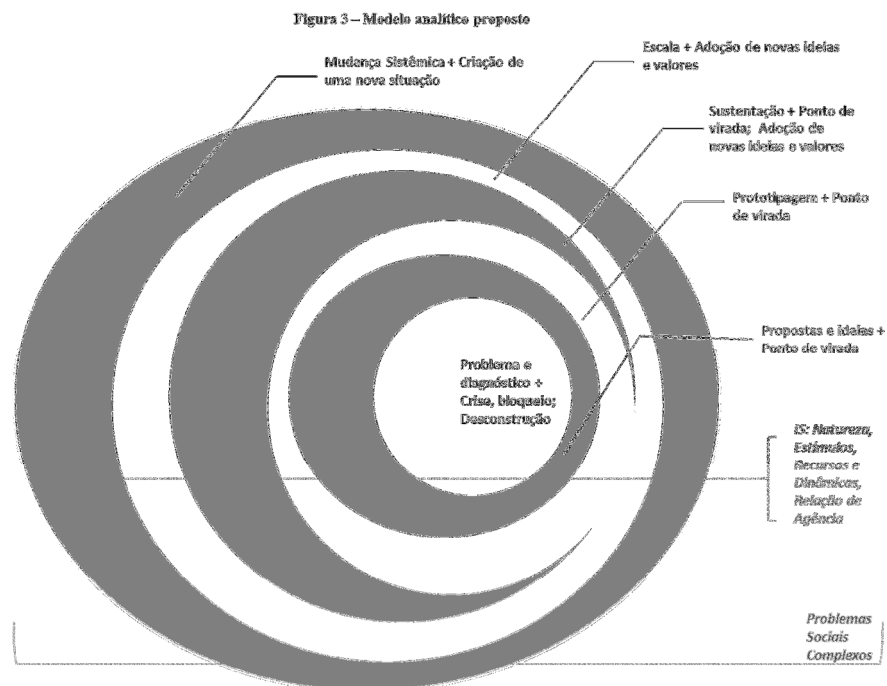 Figura 3 – Modelo analítico proposto
Mudança Sistêmica + Criação de
uma nova situação
Escala + Adoção de novas ideias
e valores
Sustentação + Ponto de
virada; Adoção de
novas ideias e valores
Prototipagem + Ponto
de virada
Propostas e ideias +
Ponto de virada
Problema e
diagnóstico +
Crise, bloqueio;
Desconstrução
IS: Natureza,
Estímulos,
Recursos e
Dinâmicas,
Relação de
Agência
Problemas
Sociais
Complexos